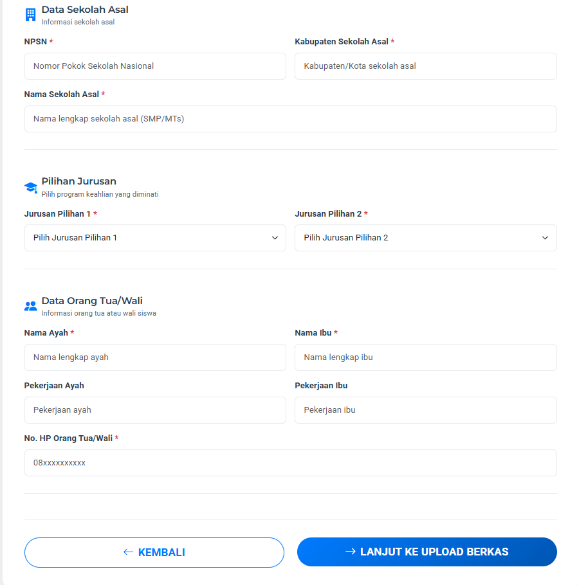 Data Sekolah Asal
Informasi sekolah asal
NPSN *
Kabupaten Sekolah Asal *
Nomor Pokok Sekolah Nasional
Kabupaten/Kota sekolah asal
Nama Sekolah Asal *
Nama lengkap sekolah asal (SMP/MTs)
Pilihan Jurusan
Pilih program keahlian yang diminati
Jurusan Pilihan 1 *
Jurusan Pilihan 2 *
Pilih Jurusan Pilihan 1
Pilih Jurusan Pilihan 2
Data Orang Tua/Wali
Informasi orang tua atau wali siswa
Nama Ayah *
Nama Ibu *
Nama lengkap ayah
Nama lengkap ibu
Pekerjaan Ayah
Pekerjaan Ibu
Pekerjaan ayah
Pekerjaan ibu
No. HP Orang Tua/Wali *
08xxxxxxxxxx
← KEMBALI
→ LANJUT KE UPLOAD BERKAS